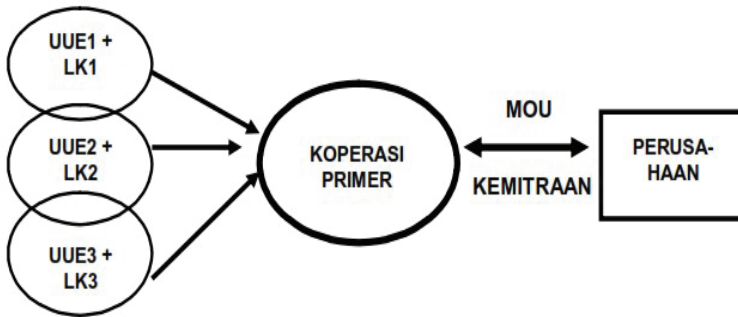 UUE1 +
LK1
UUE2 +
LK2
UUE3 +
LK3
KOPERASI
PRIMER
MOU
KEMITRAAN
PERUSA-
HAAN